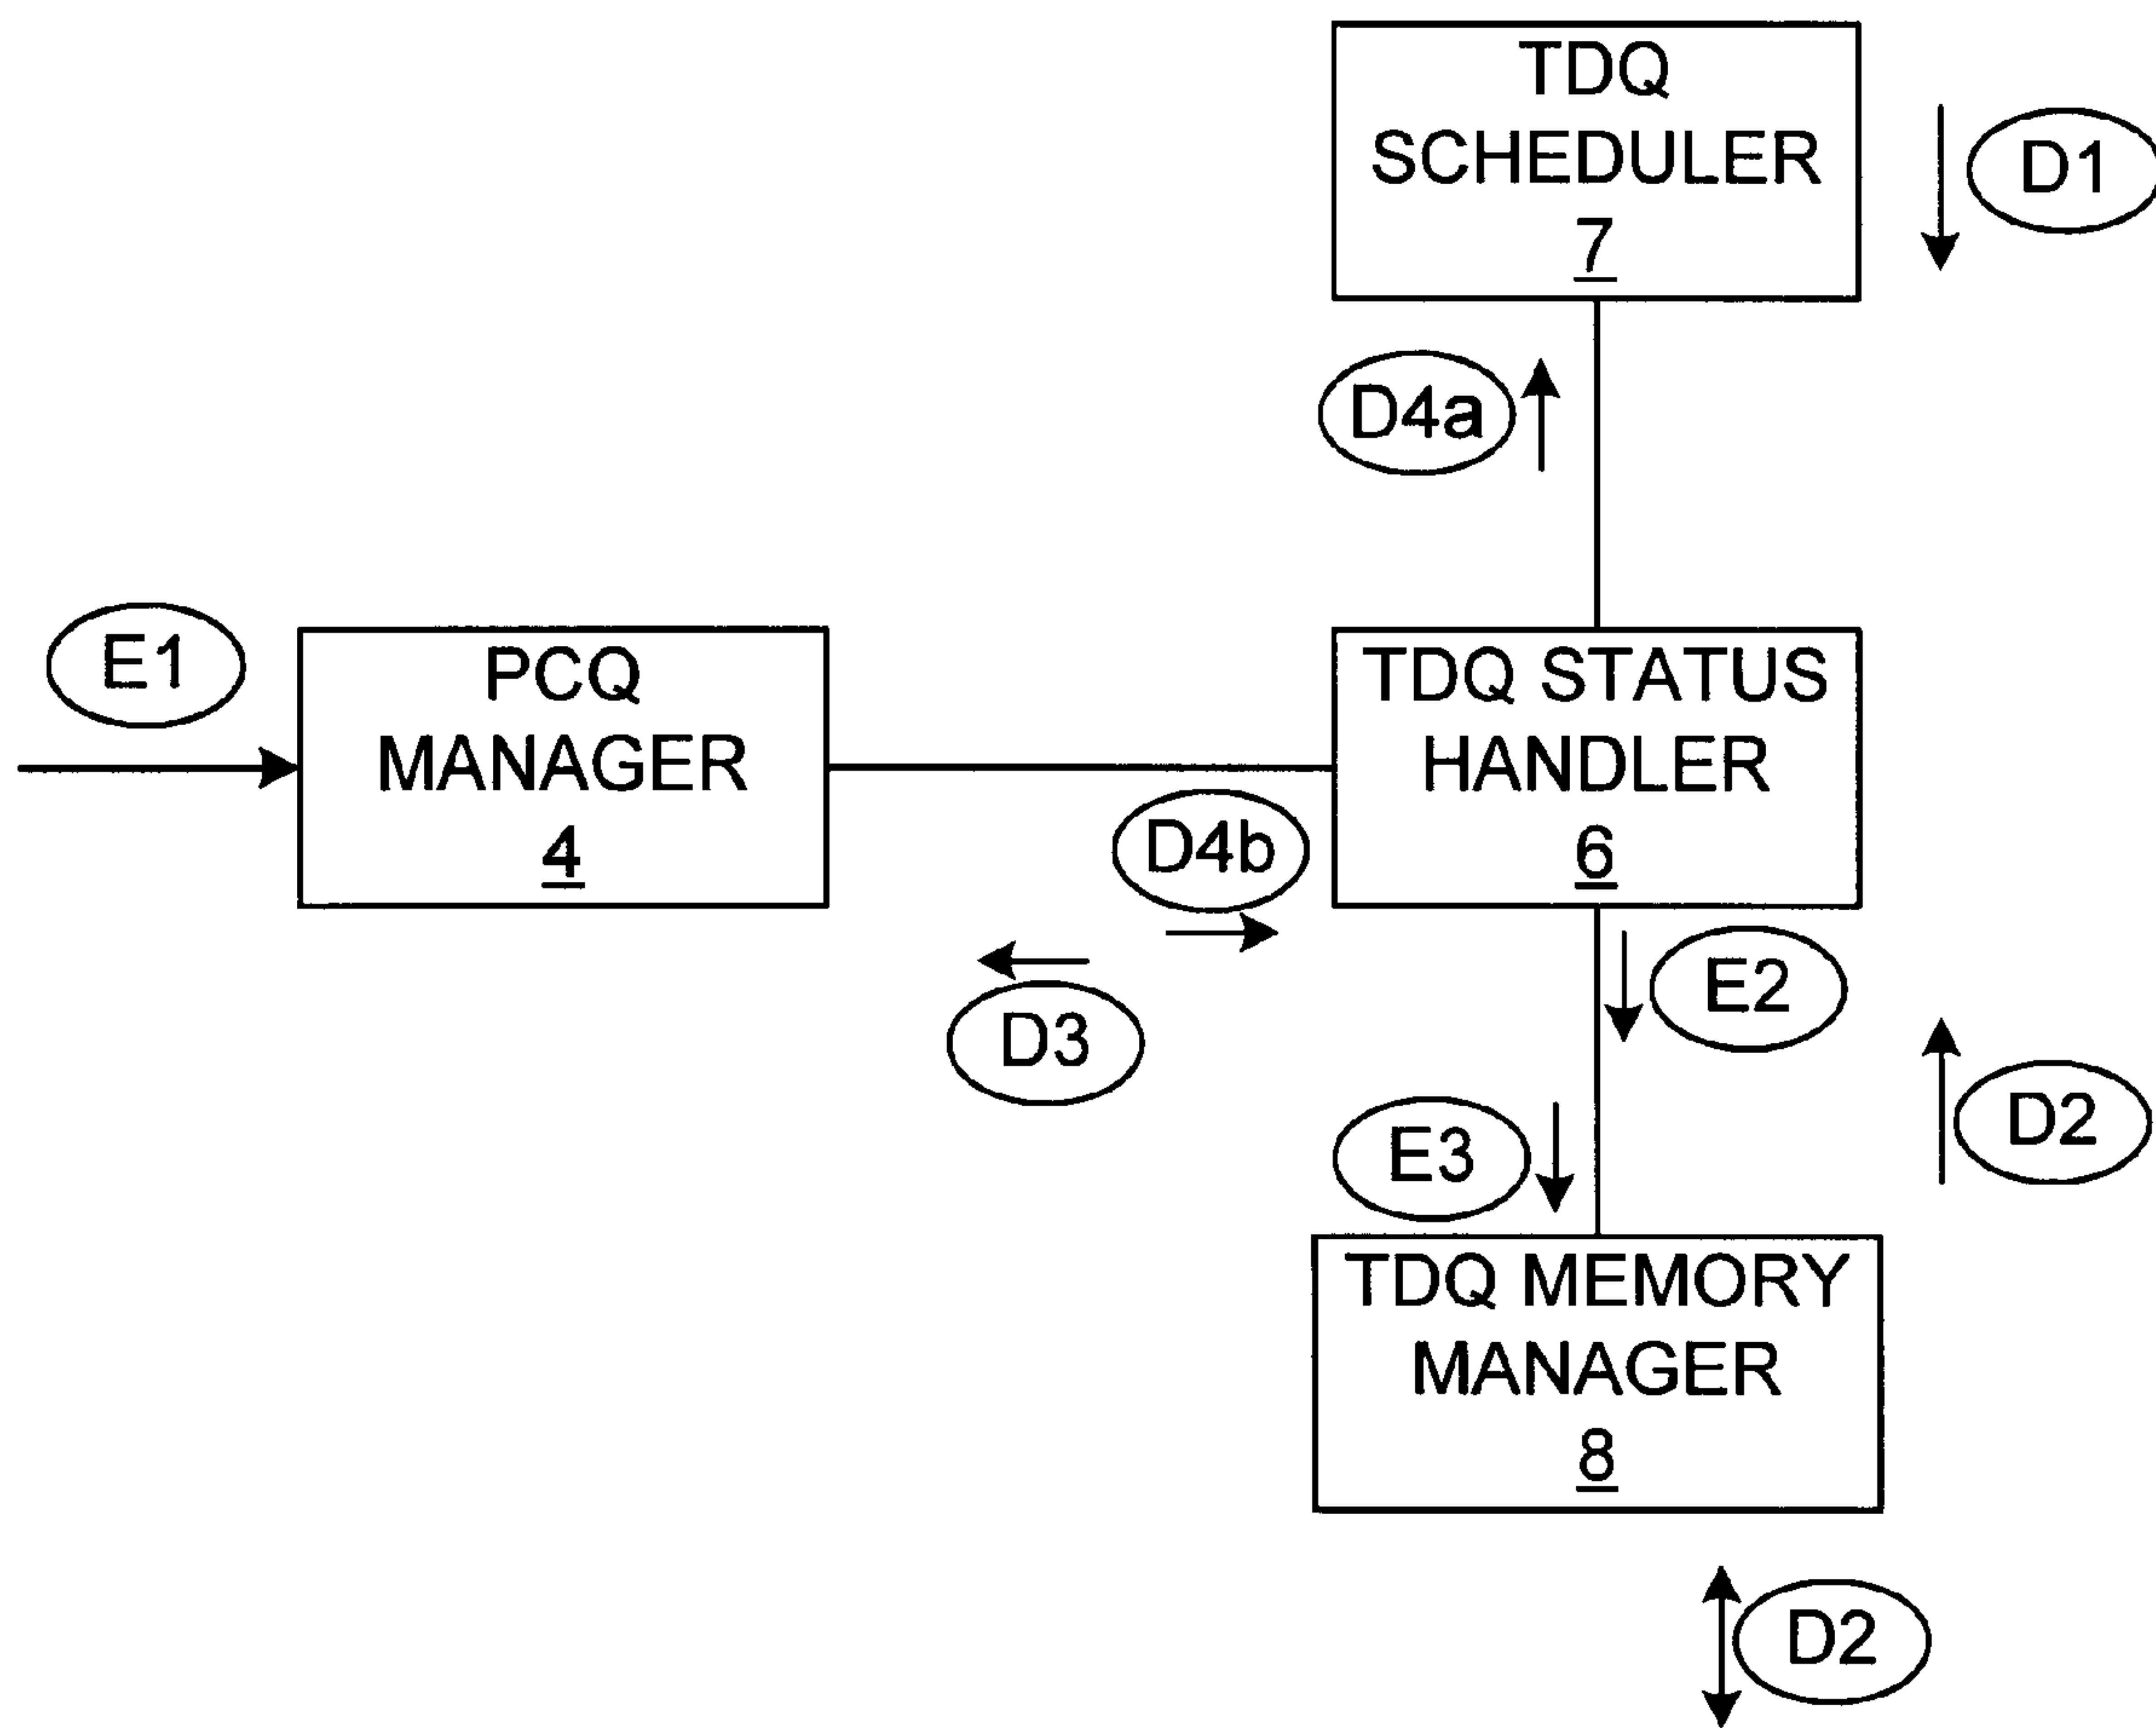 TDQ
SCHEDULER
7
D1
D4a
E1
PCQ
MANAGER
4
TDQ STATUS
HANDLER
6
D4b
D3
E2
D2
E3
TDQ MEMORY
MANAGER
8
D2